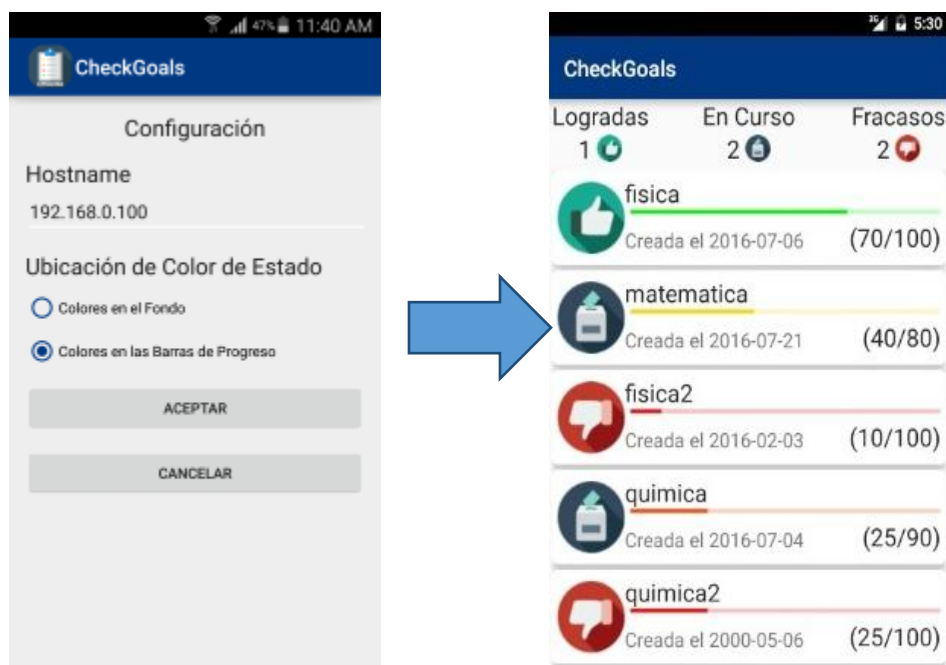 47% 11:40 AM
CheckGoals
Configuración
Hostname
192.168.0.100
Ubicación de Color de Estado
Colores en el Fondo
Colores en las Barras de Progreso
ACEPTAR
CANCELAR
3G 5:30
CheckGoals
Logradas En Curso Fracasos
1 2 2
fisica
Creada el 2016-07-06 (70/100)
matematica
Creada el 2016-07-21 (40/80)
fisica2
Creada el 2016-02-03 (10/100)
quimica
Creada el 2016-07-04 (25/90)
quimica2
Creada el 2000-05-06 (25/100)